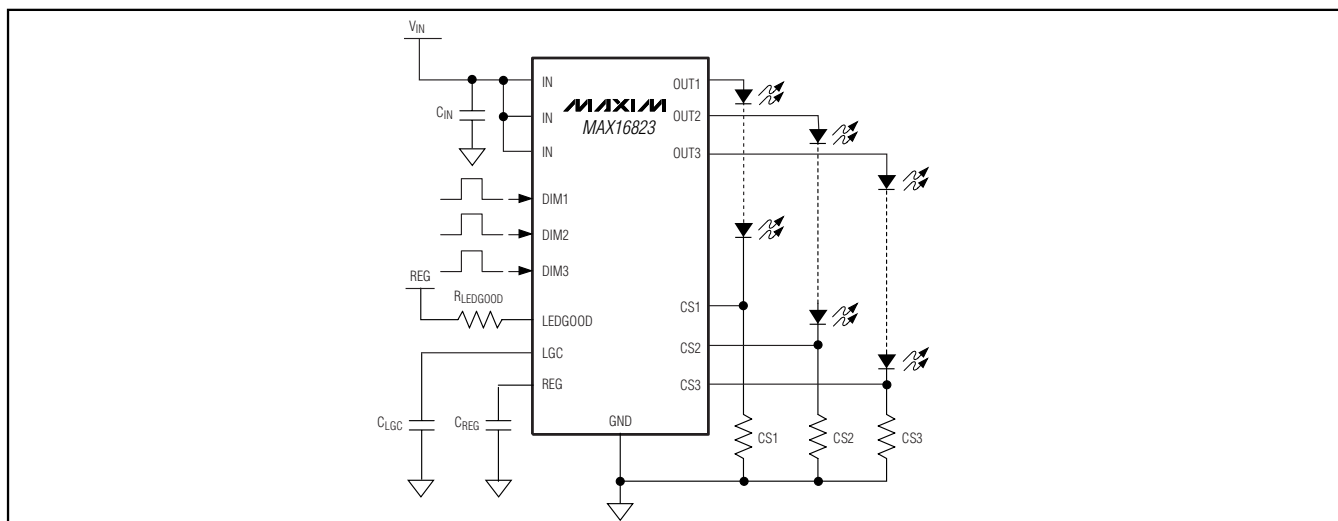 VIN
IN
OUT1
MAXIM
CIN
IN
MAX16823
OUT2
IN
OUT3
DIM1
DIM2
DIM3
REG
RLEDGOOD
LEDGOOD
CS1
LGC
CS2
REG
CS3
CLGC
CREG
GND
CS1
CS2
CS3